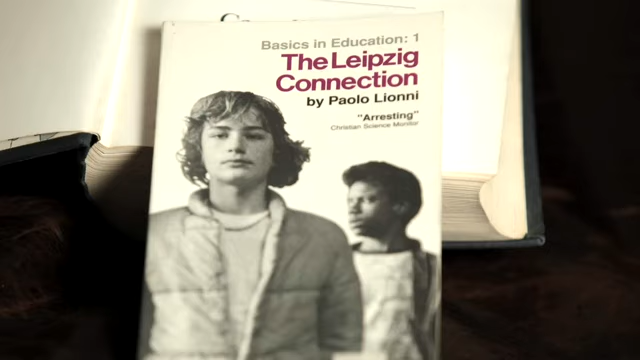 Basics in Education: 1
The Leipzig
Connection
by Paolo Lionni
"Arresting"
Christian Science Monitor